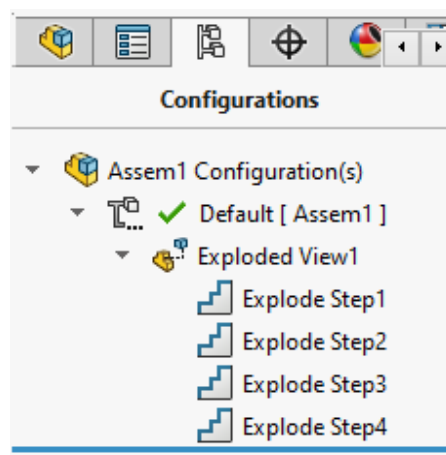 Configurations
Assem1 Configuration(s)
Default [ Assem1 ]
Exploded View1
Explode Step1
Explode Step2
Explode Step3
Explode Step4